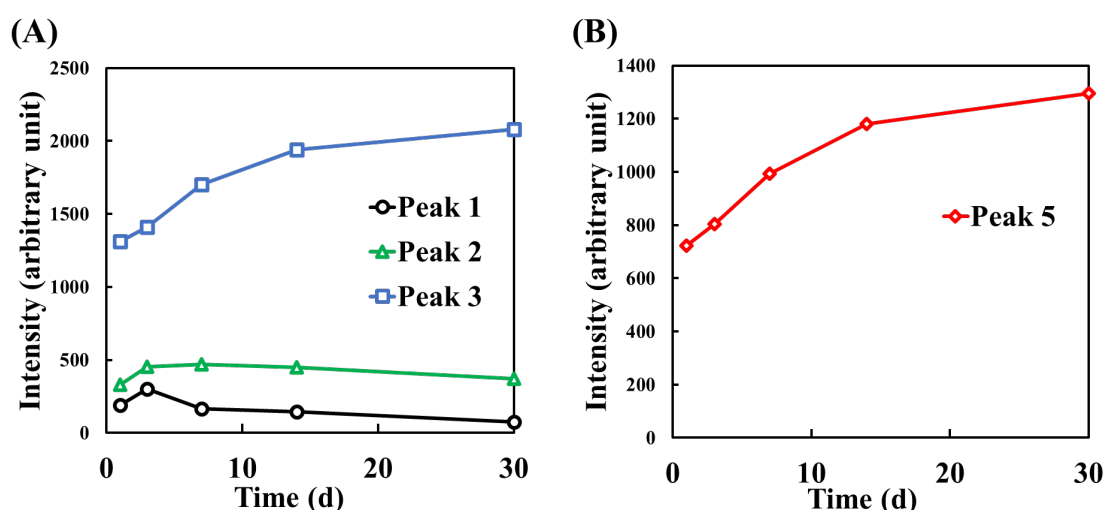 (A)
Intensity (arbitrary unit)
2500
2000
1500
1000
500
0
Peak 1
Peak 2
Peak 3
0 10 20 30
Time (d)
(B)
Intensity (arbitrary unit)
1400
1200
1000
800
600
400
200
0
Peak 5
0 10 20 30
Time (d)